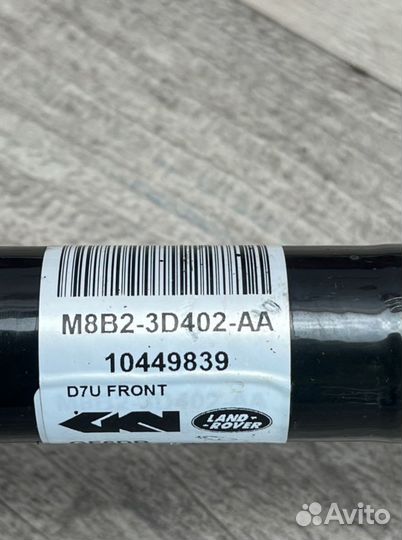 M8B2-3D402-AA
10449839
D7U FRONT
GKN
LAND-
-ROVER
Avito